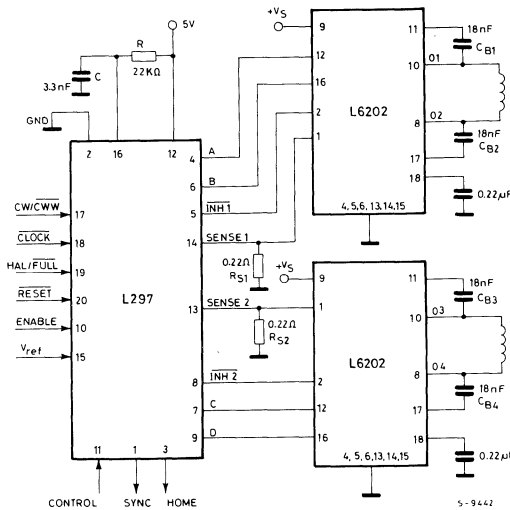 +VS
5V
R
22KΩ
C
3.3nF
GND
2
16
12
L297
4
6
5
14
13
8
7
9
A
B
INH 1
SENSE 1
SENSE 2
INH 2
C
D
CW/CWW
17
CLOCK
18
HAL/FULL
19
RESET
20
ENABLE
10
Vref
15
11
1
3
CONTROL
SYNC
HOME
0.22Ω
RS1
0.22Ω
RS2
9
12
16
2
1
L6202
4,5,6,13,14,15
11
18nF
CB1
10
O1
8
O2
18nF
CB2
17
18
0.22µF
+VS
9
1
2
12
16
L6202
4,5,6,13,14,15
11
18nF
CB3
10
O3
8
O4
18nF
CB4
17
18
0.22µF
S-9442